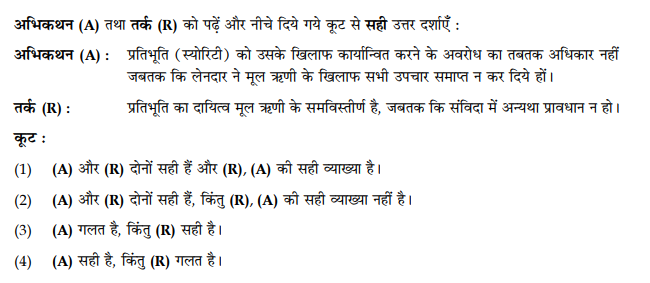 अभिकथन (A) तथा तर्क (R) को पढ़ें और नीचे दिये गये कूट से सही उत्तर दर्शाएँ :
अभिकथन (A) : प्रतिभूति (स्योरिटी) को उसके खिलाफ कार्यान्वित करने के अवरोध का तबतक अधिकार नहीं
जबतक कि लेनदार ने मूल ऋणी के खिलाफ सभी उपचार समाप्त न कर दिये हों।
तर्क (R) : प्रतिभूति का दायित्व मूल ऋणी के समविस्तीर्ण है, जबतक कि संविदा में अन्यथा प्रावधान न हो।
कूट :
(1) (A) और (R) दोनों सही हैं और (R), (A) की सही व्याख्या है।
(2) (A) और (R) दोनों सही हैं, किंतु (R), (A) की सही व्याख्या नहीं है।
(3) (A) गलत है, किंतु (R) सही है।
(4) (A) सही है, किंतु (R) गलत है।